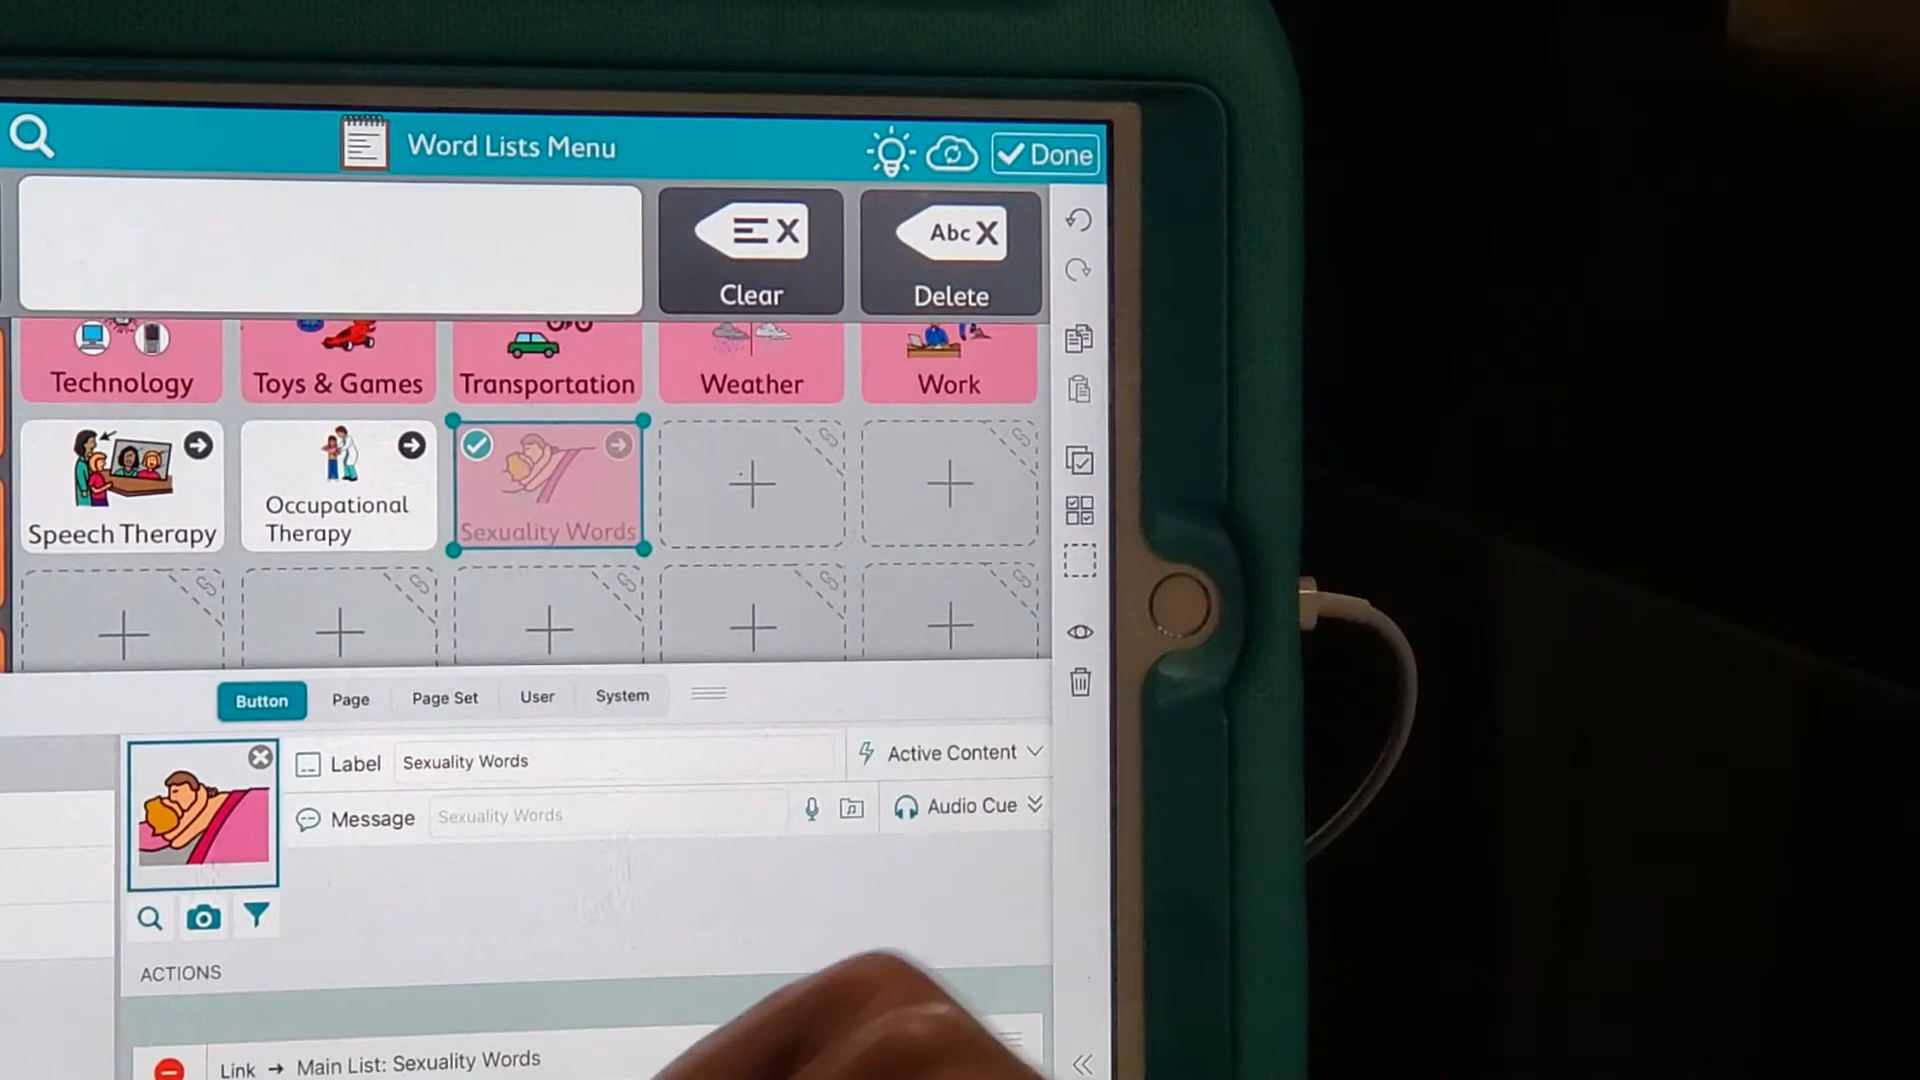 Word Lists Menu
Done
Abc X
Clear
Delete
Technology
Toys & Games
Transportation
Weather
Work
Speech Therapy
Occupational
Therapy
Sexuality Words
Button
Page
Page Set
User
System
Label
Sexuality Words
Active Content
Message
Sexuality Words
Audio Cue
ACTIONS
Link → Main List: Sexuality Words